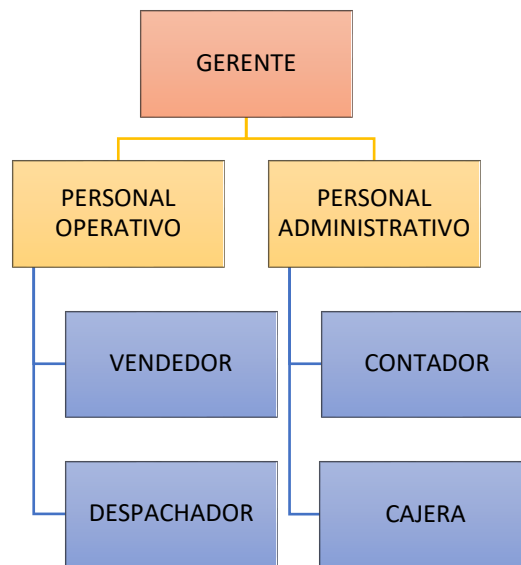 GERENTE
PERSONAL
OPERATIVO
PERSONAL
ADMINISTRATIVO
VENDEDOR
CONTADOR
DESPACHADOR
CAJERA